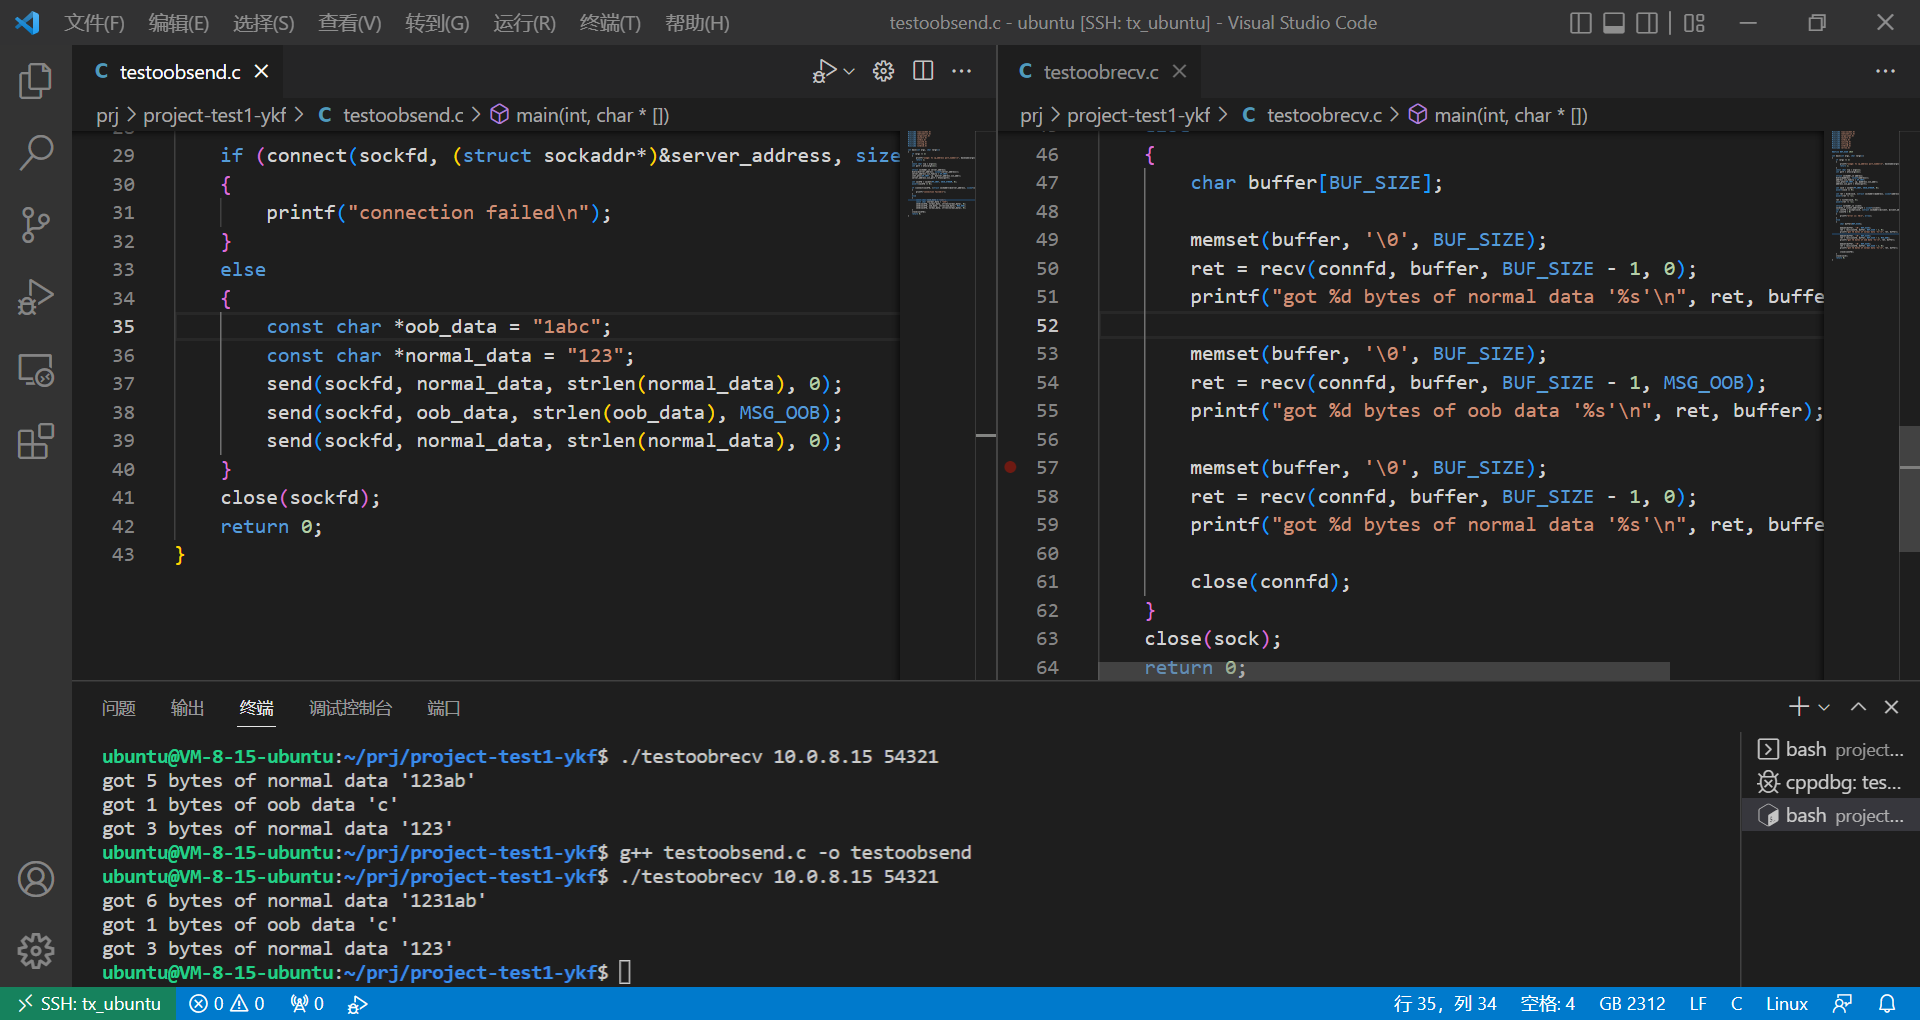 文件(F) 编辑(E) 选择(S) 查看(V) 转到(G) 运行(R) 终端(T) 帮助(H) testoobsend.c - ubuntu [SSH: tx_ubuntu] - Visual Studio Code
C testoobsend.c
prj > project-test1-ykf > C testoobsend.c > main(int, char * [])
29 if (connect(sockfd, (struct sockaddr*)&server_address, size
30 {
31 printf("connection failed\n");
32 }
33 else
34 {
35 const char *oob_data = "1abc";
36 const char *normal_data = "123";
37 send(sockfd, normal_data, strlen(normal_data), 0);
38 send(sockfd, oob_data, strlen(oob_data), MSG_OOB);
39 send(sockfd, normal_data, strlen(normal_data), 0);
40 }
41 close(sockfd);
42 return 0;
43 }
C testoobrecv.c
prj > project-test1-ykf > C testoobrecv.c > main(int, char * [])
46 {
47 char buffer[BUF_SIZE];
48
49 memset(buffer, '\0', BUF_SIZE);
50 ret = recv(connfd, buffer, BUF_SIZE - 1, 0);
51 printf("got %d bytes of normal data '%s'\n", ret, buffe
52
53 memset(buffer, '\0', BUF_SIZE);
54 ret = recv(connfd, buffer, BUF_SIZE - 1, MSG_OOB);
55 printf("got %d bytes of oob data '%s'\n", ret, buffer);
56
57 memset(buffer, '\0', BUF_SIZE);
58 ret = recv(connfd, buffer, BUF_SIZE - 1, 0);
59 printf("got %d bytes of normal data '%s'\n", ret, buffe
60
61 close(connfd);
62 }
63 close(sock);
64 return 0;
问题 输出 终端 调试控制台 端口
ubuntu@VM-8-15-ubuntu:~/prj/project-test1-ykf$ ./testoobrecv 10.0.8.15 54321
got 5 bytes of normal data '123ab'
got 1 bytes of oob data 'c'
got 3 bytes of normal data '123'
ubuntu@VM-8-15-ubuntu:~/prj/project-test1-ykf$ g++ testoobsend.c -o testoobsend
ubuntu@VM-8-15-ubuntu:~/prj/project-test1-ykf$ ./testoobrecv 10.0.8.15 54321
got 6 bytes of normal data '1231ab'
got 1 bytes of oob data 'c'
got 3 bytes of normal data '123'
ubuntu@VM-8-15-ubuntu:~/prj/project-test1-ykf$
bash project...
cppdbg: tes...
bash project...
SSH: tx_ubuntu 0 0 0 行 35，列 34 空格: 4 GB 2312 LF C Linux